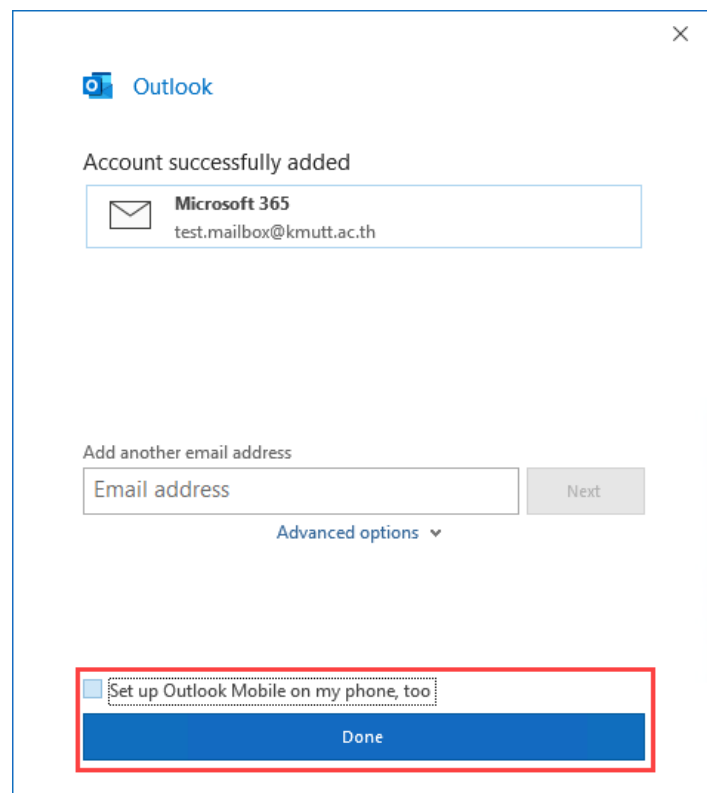 Outlook
Account successfully added
Microsoft 365
test.mailbox@kmutt.ac.th
Add another email address
Email address
Next
Advanced options
Set up Outlook Mobile on my phone, too
Done